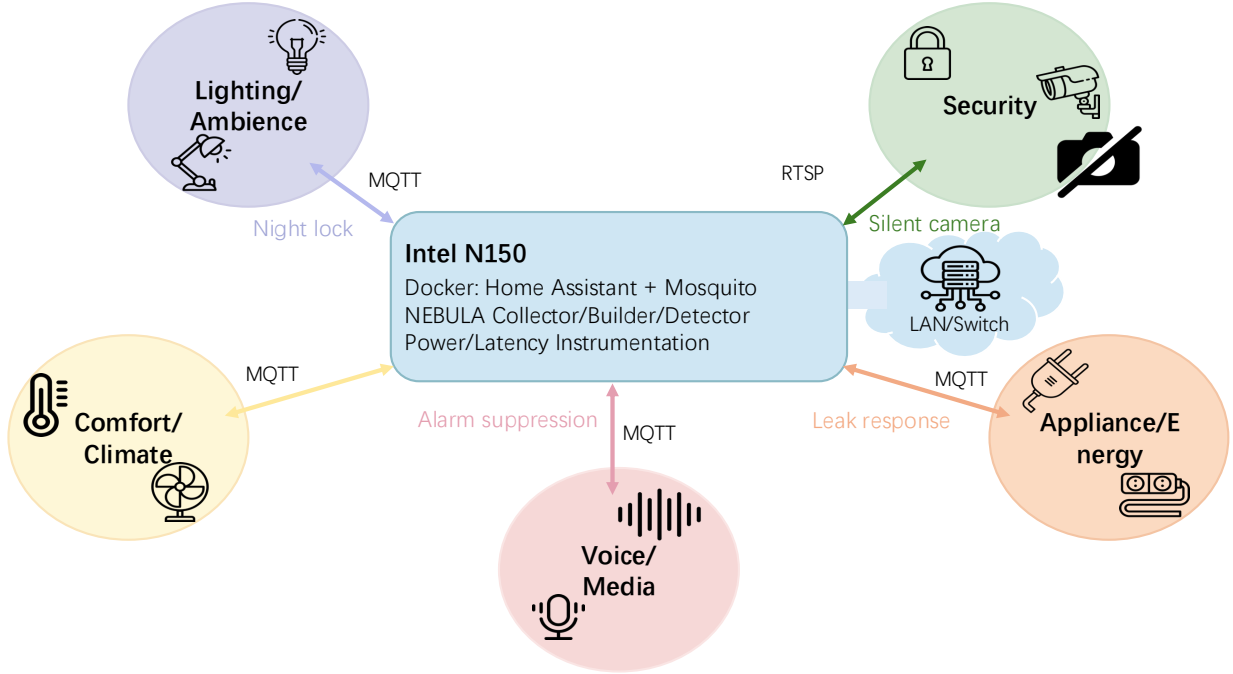 Lighting/
Ambience
Security
MQTT
RTSP
Night lock
Silent camera
Intel N150
Docker: Home Assistant + Mosquito
NEBULA Collector/Builder/Detector
Power/Latency Instrumentation
LAN/Switch
MQTT
Comfort/
Climate
Alarm suppression
MQTT
MQTT
Leak response
Appliance/E
nergy
Voice/
Media